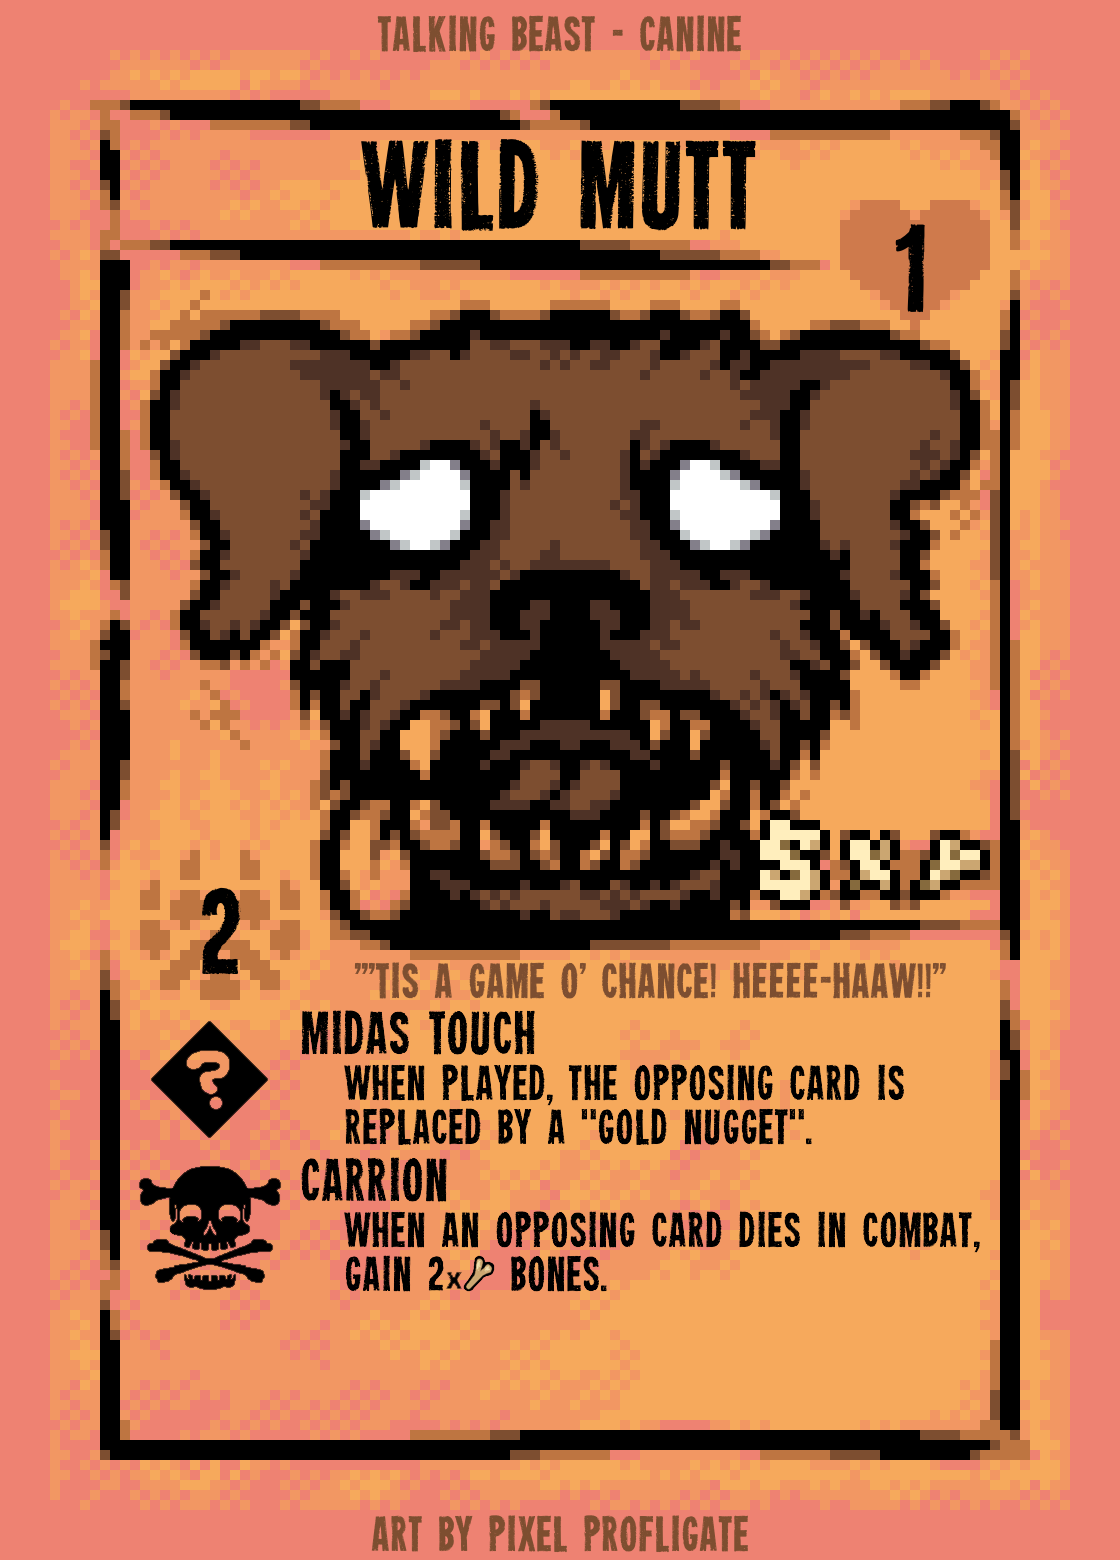 TALKING BEAST - CANINE
WILD MUTT
1
5 x
2
"'TIS A GAME O' CHANCE! HEEEE-HAAW!!"
MIDAS TOUCH
?
WHEN PLAYED, THE OPPOSING CARD IS
REPLACED BY A "GOLD NUGGET".
CARRION
WHEN AN OPPOSING CARD DIES IN COMBAT,
GAIN 2x BONES.
ART BY PIXEL PROFLIGATE